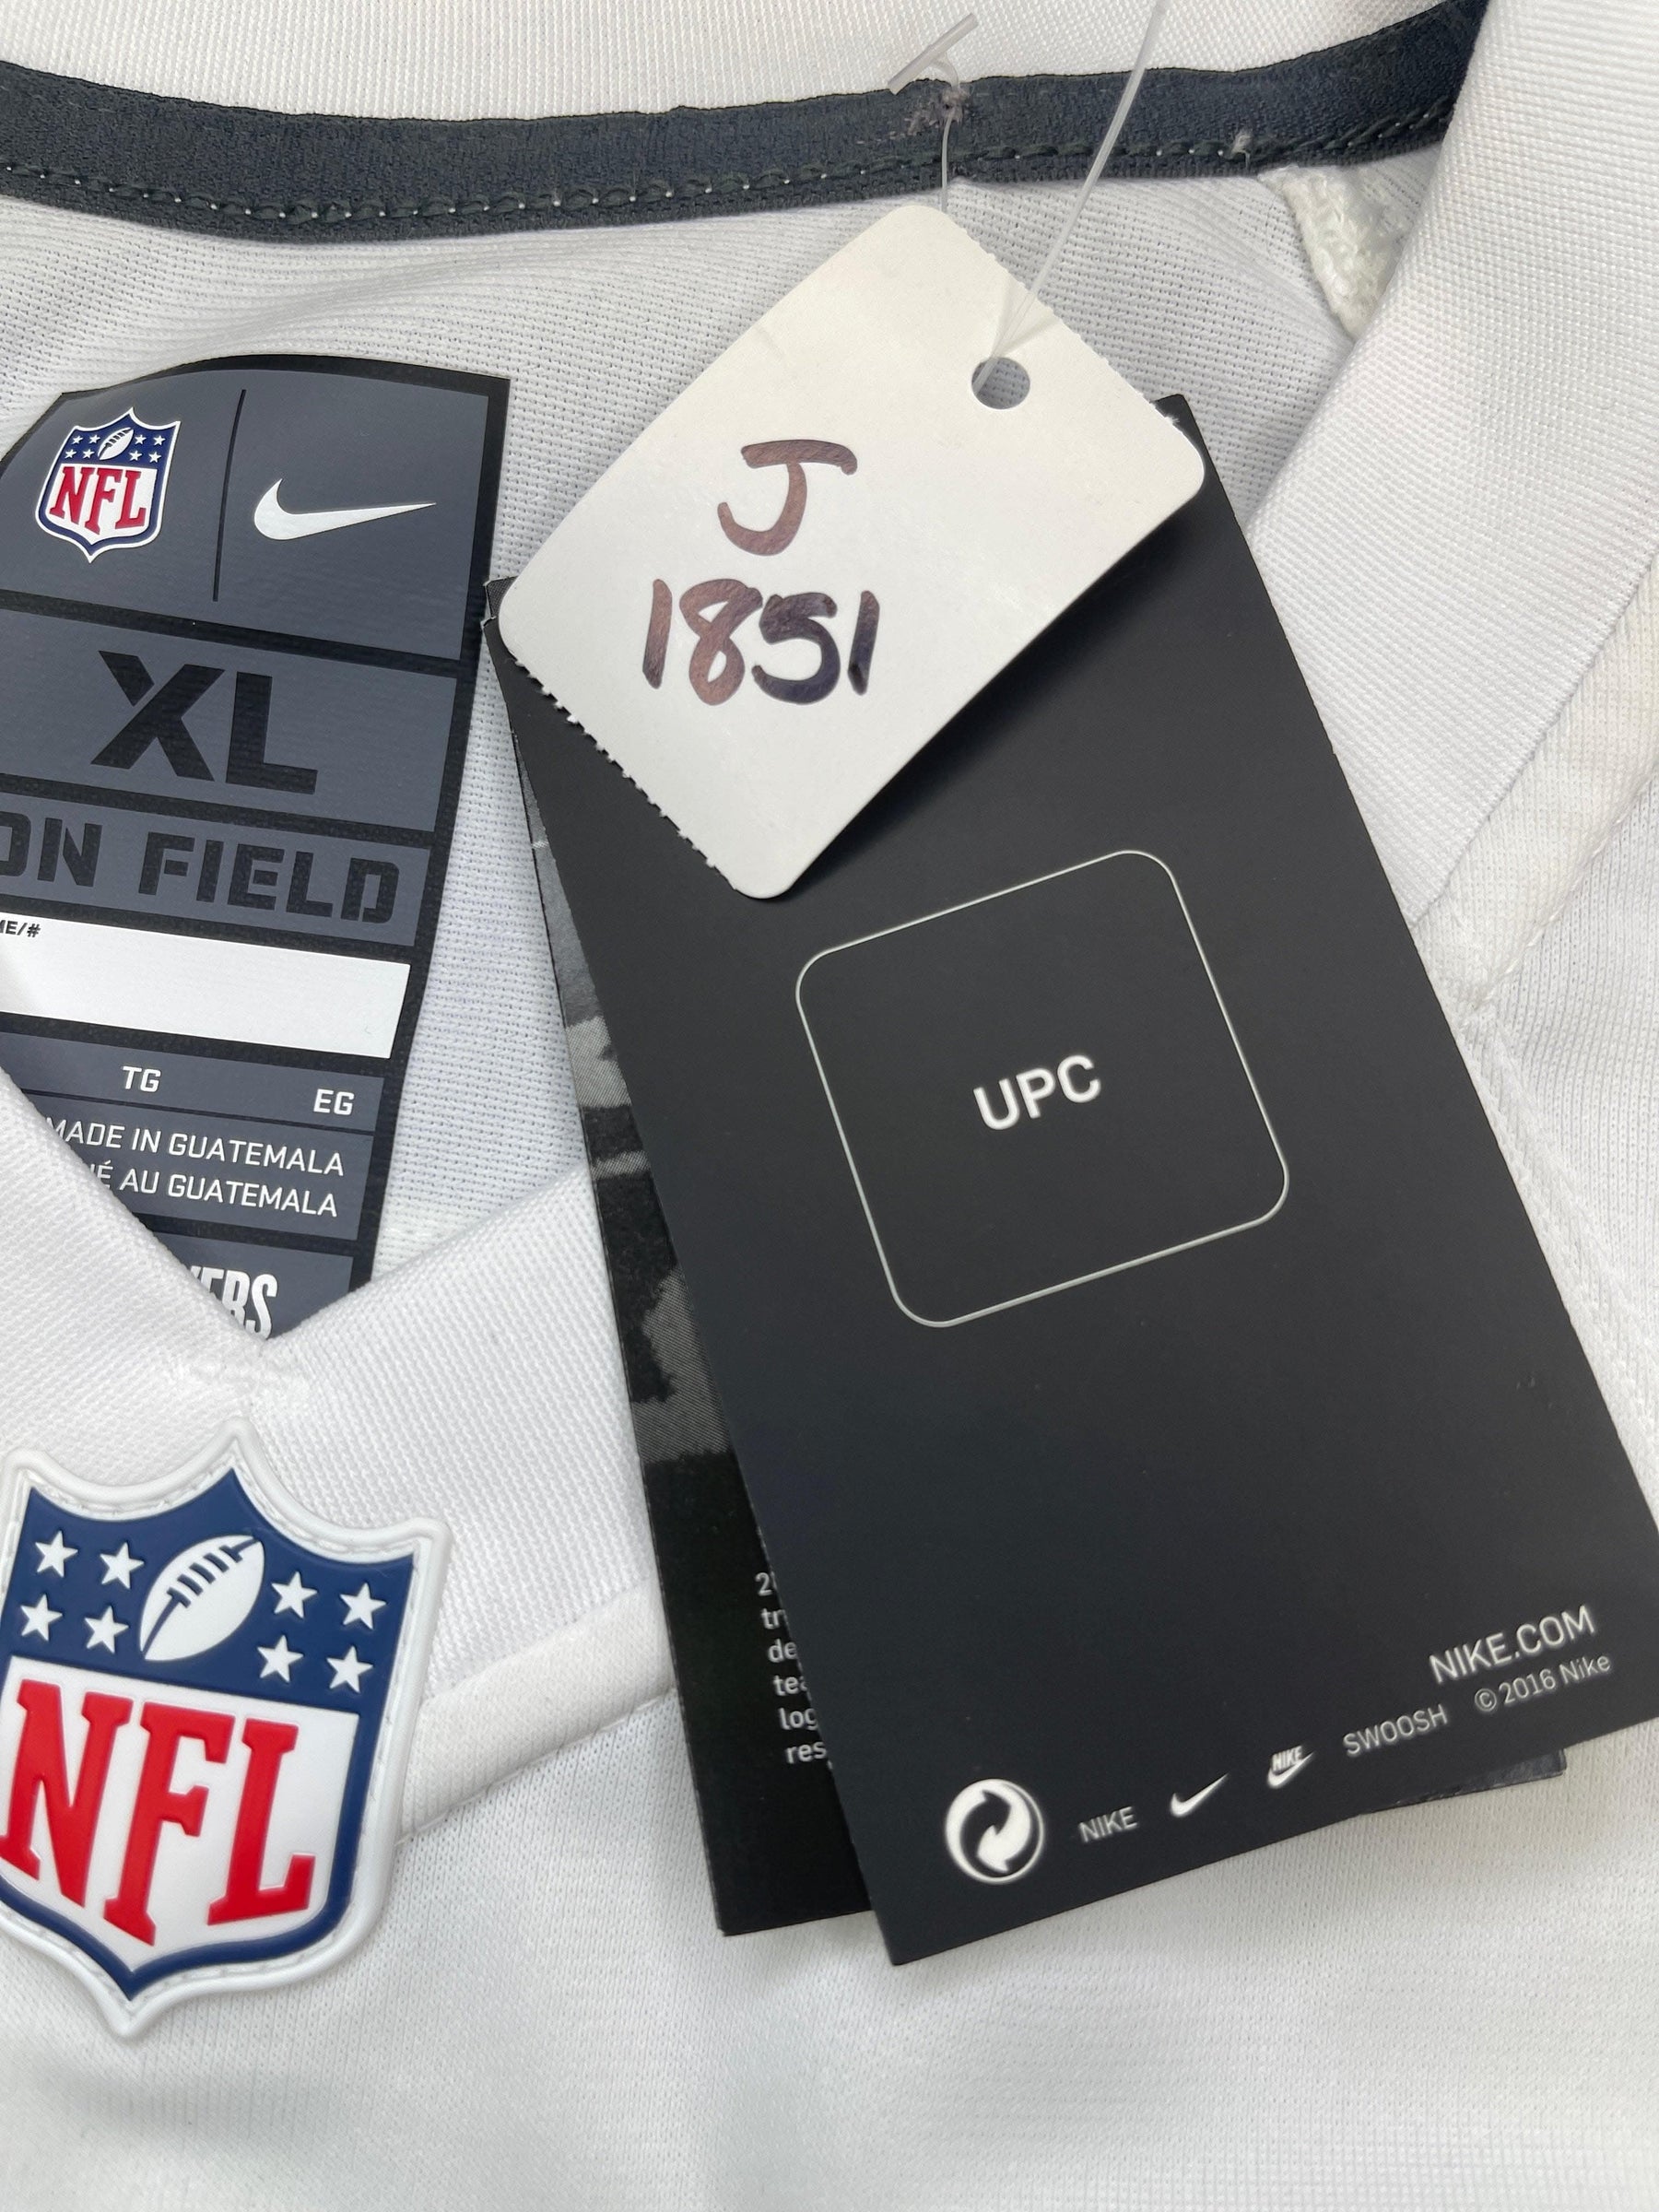 NFL
XL
ON FIELD
TG EG
MADE IN GUATEMALA
AU GUATEMALA
J
1851
UPC
NIKE.COM
© 2016 Nike
NIKE NIKE SWOOSH
NFL